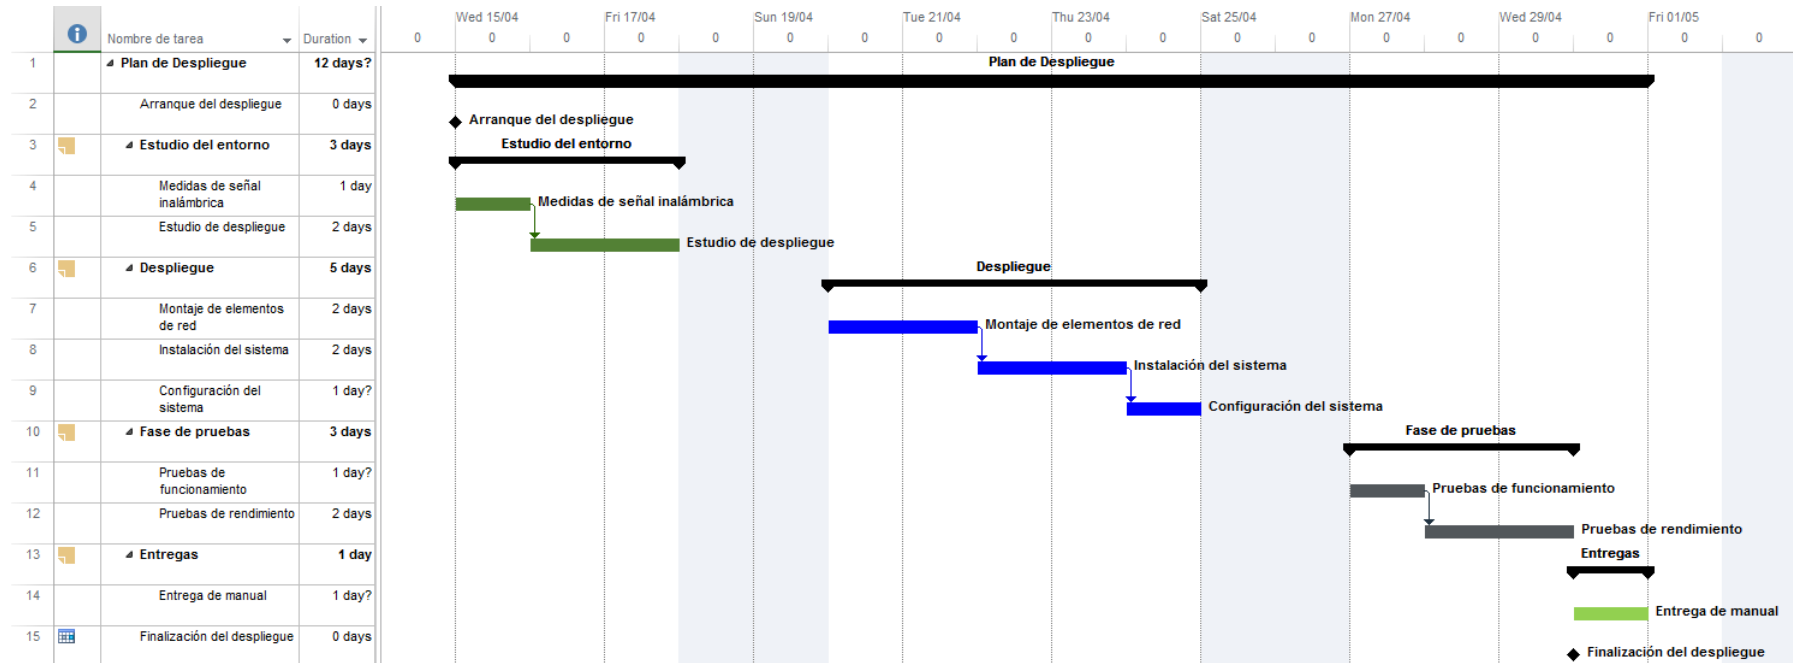 Wed 15/04 Fri 17/04 Sun 19/04 Tue 21/04 Thu 23/04 Sat 25/04 Mon 27/04 Wed 29/04 Fri 01/05
Nombre de tarea Duration 0 0 0 0 0 0 0 0 0 0 0 0 0 0 0 0 0 0 0
1 Plan de Despliegue 12 days? Plan de Despliegue
2 Arranque del despliegue 0 days
Arranque del despliegue
3 Estudio del entorno 3 days Estudio del entorno
4 Medidas de señal 1 day
inalámbrica Medidas de señal inalámbrica
5 Estudio de despliegue 2 days
Estudio de despliegue
6 Despliegue 5 days Despliegue
7 Montaje de elementos 2 days
de red Montaje de elementos de red
8 Instalación del sistema 2 days
Instalación del sistema
9 Configuración del 1 day?
sistema Configuración del sistema
10 Fase de pruebas 3 days Fase de pruebas
11 Pruebas de 1 day?
funcionamiento Pruebas de funcionamiento
12 Pruebas de rendimiento 2 days
Pruebas de rendimiento
13 Entregas 1 day Entregas
14 Entrega de manual 1 day?
Entrega de manual
15 Finalización del despliegue 0 days
Finalización del despliegue